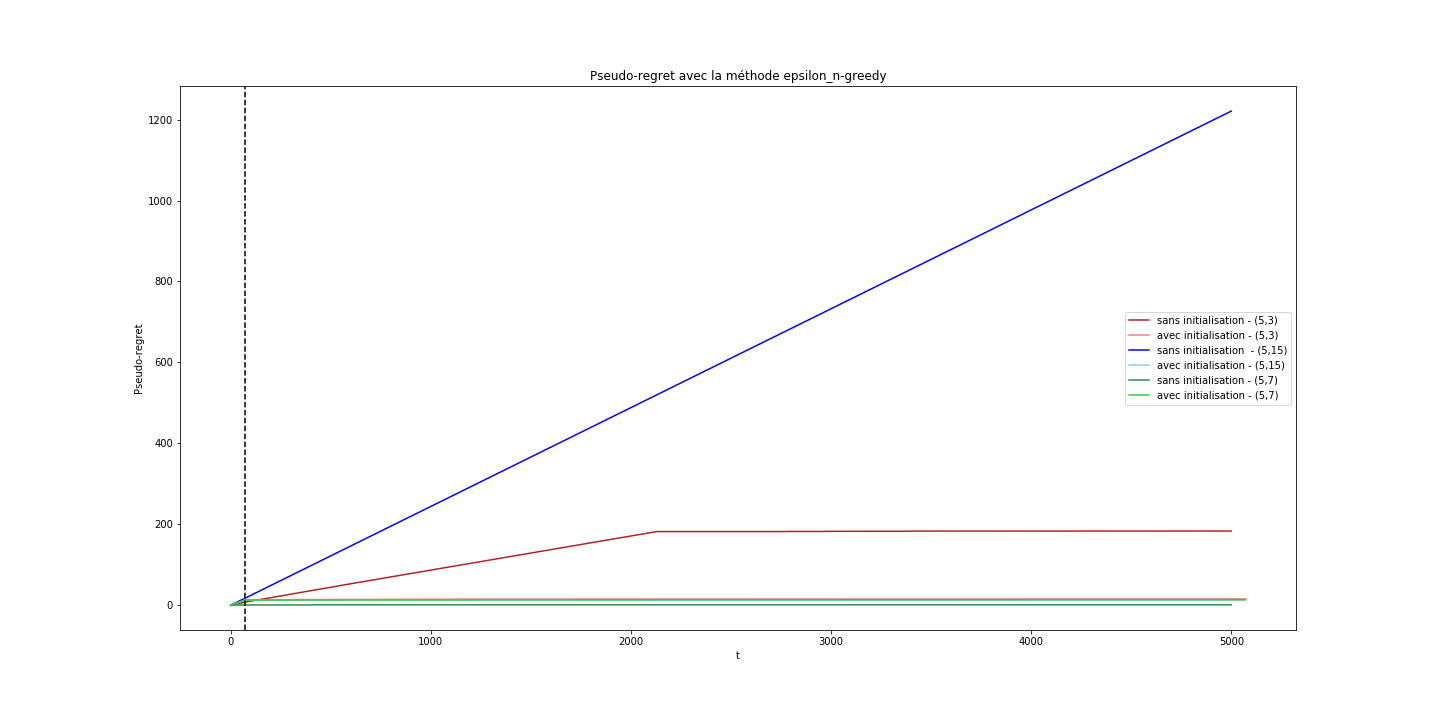 Pseudo-regret avec la méthode epsilon_n-greedy
1200
1000
800
600
400
200
0
Pseudo-regret
sans initialisation - (5,3)
avec initialisation - (5,3)
sans initialisation  - (5,15)
avec initialisation - (5,15)
sans initialisation - (5,7)
avec initialisation - (5,7)
0 1000 2000 3000 4000 5000
t